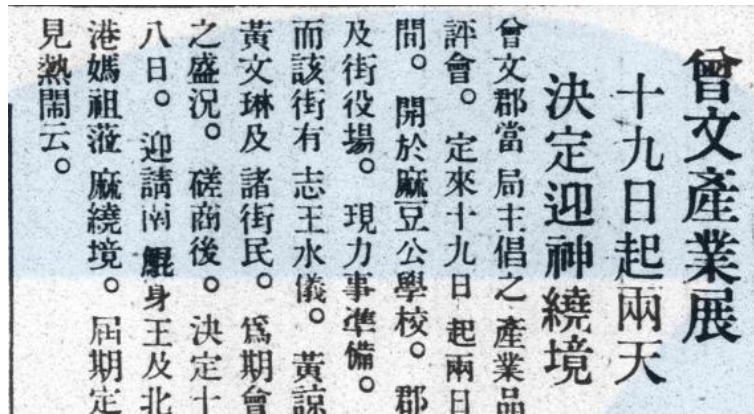 曾文產業展
十九日起兩天
決定迎神繞境
曾文郡當局主倡之產業品
評會。定來十九日起兩日
間。開於麻豆公學校。郡
及街役場。現力事準備。
而該街有志王水儀。黃諒
黃文琳及諸街民。爲期會
之盛況。磋商後。決定十
八日。迎請南鯤身王及北
港媽祖蒞麻繞境。屆期定
見熱鬧云。